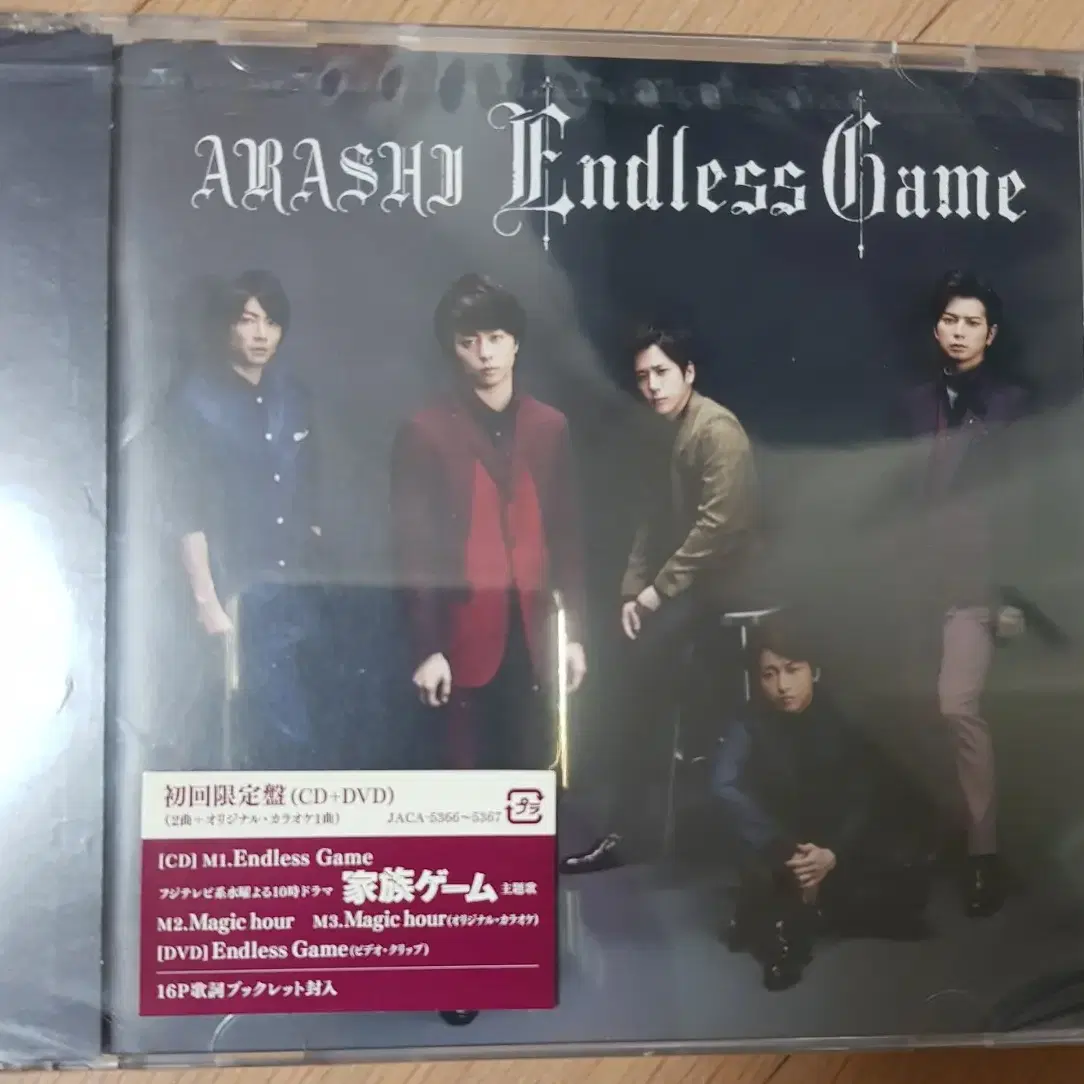 ARASHI Endless Game
初回限定盤(CD+DVD)
(2曲+オリジナル・カラオケ1曲) JACA-5366~5367 プラ
[CD] M1.Endless Game
フジテレビ系水曜よる10時ドラマ 家族ゲーム 主題歌
M2.Magic hour M3.Magic hour(オリジナル・カラオケ)
[DVD] Endless Game(ビデオ・クリップ)
16P歌詞ブックレット封入